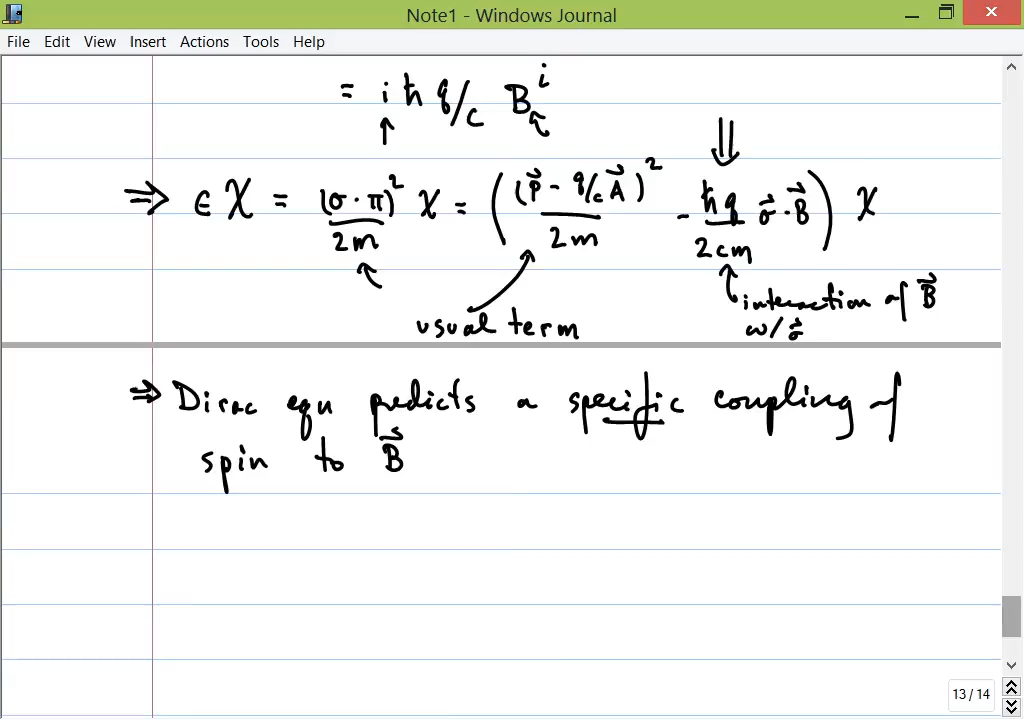 Note1 - Windows Journal
File Edit View Insert Actions Tools Help
= iħ q/c B^i
⇒ ϵ χ = (σ · π)² / 2m χ = ( (p⃗ - q/c A⃗)² / 2m - ħq / 2cm σ⃗ · B⃗ ) χ
usual term
interaction of B⃗
w/ σ⃗
⇒ Dirac equ predicts a specific coupling of
spin to B⃗
13 / 14